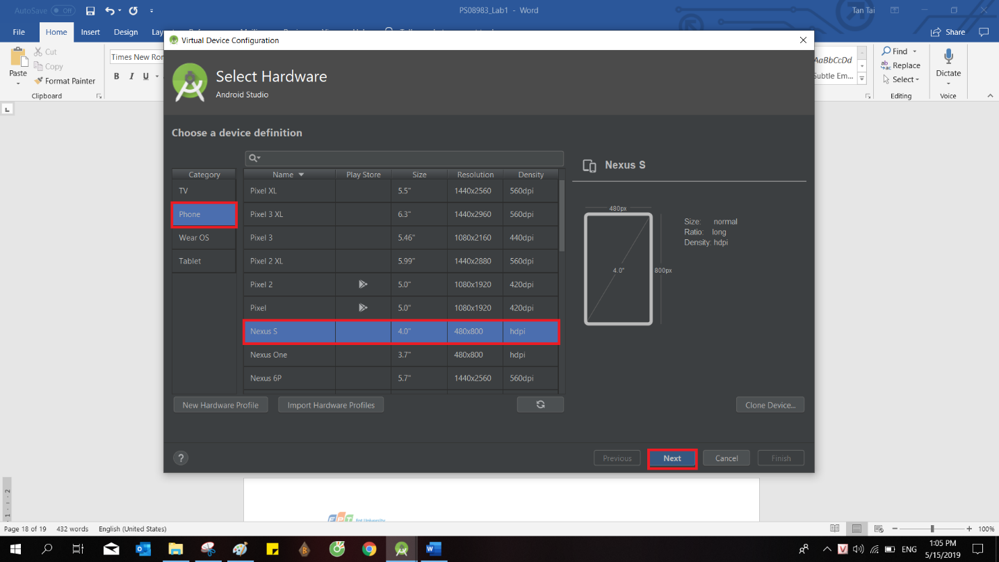 AutoSave Off
PS08983_Lab1 - Word
Tan Tai
File Home Insert Design
Share
Paste
Cut
Copy
Format Painter
Clipboard
Times New Ror
B I U
AaBbCcDd
Subtle Em...
Find
Replace
Select
Editing
Dictate
Voice
Virtual Device Configuration
Select Hardware
Android Studio
Choose a device definition
Category
TV
Phone
Wear OS
Tablet
Name Play Store Size Resolution Density
Pixel XL 5.5" 1440x2560 560dpi
Pixel 3 XL 6.3" 1440x2960 560dpi
Pixel 3 5.46" 1080x2160 440dpi
Pixel 2 XL 5.99" 1440x2880 560dpi
Pixel 2 5.0" 1080x1920 420dpi
Pixel 5.0" 1080x1920 420dpi
Nexus S 4.0" 480x800 hdpi
Nexus One 3.7" 480x800 hdpi
Nexus 6P 5.7" 1440x2560 560dpi
Nexus S
480px
4.0"
800px
Size: normal
Ratio: long
Density: hdpi
New Hardware Profile Import Hardware Profiles Clone Device...
? Previous Next Cancel Finish
FPT Fpt University
Page 18 of 19 432 words English (United States) 100%
ENG
1:05 PM
5/15/2019